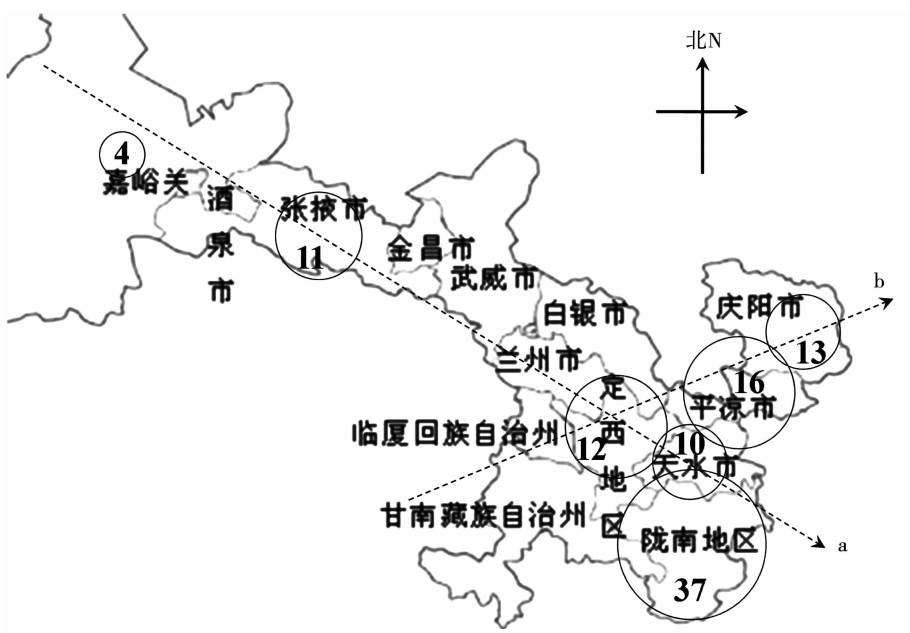 北N
4
嘉峪关
酒泉市
张掖市
11
金昌市
武威市
白银市
兰州市
庆阳市
b
13
16
平凉市
定西地区
12
临厦回族自治州
10
天水市
甘南藏族自治州
陇南地区
a
37